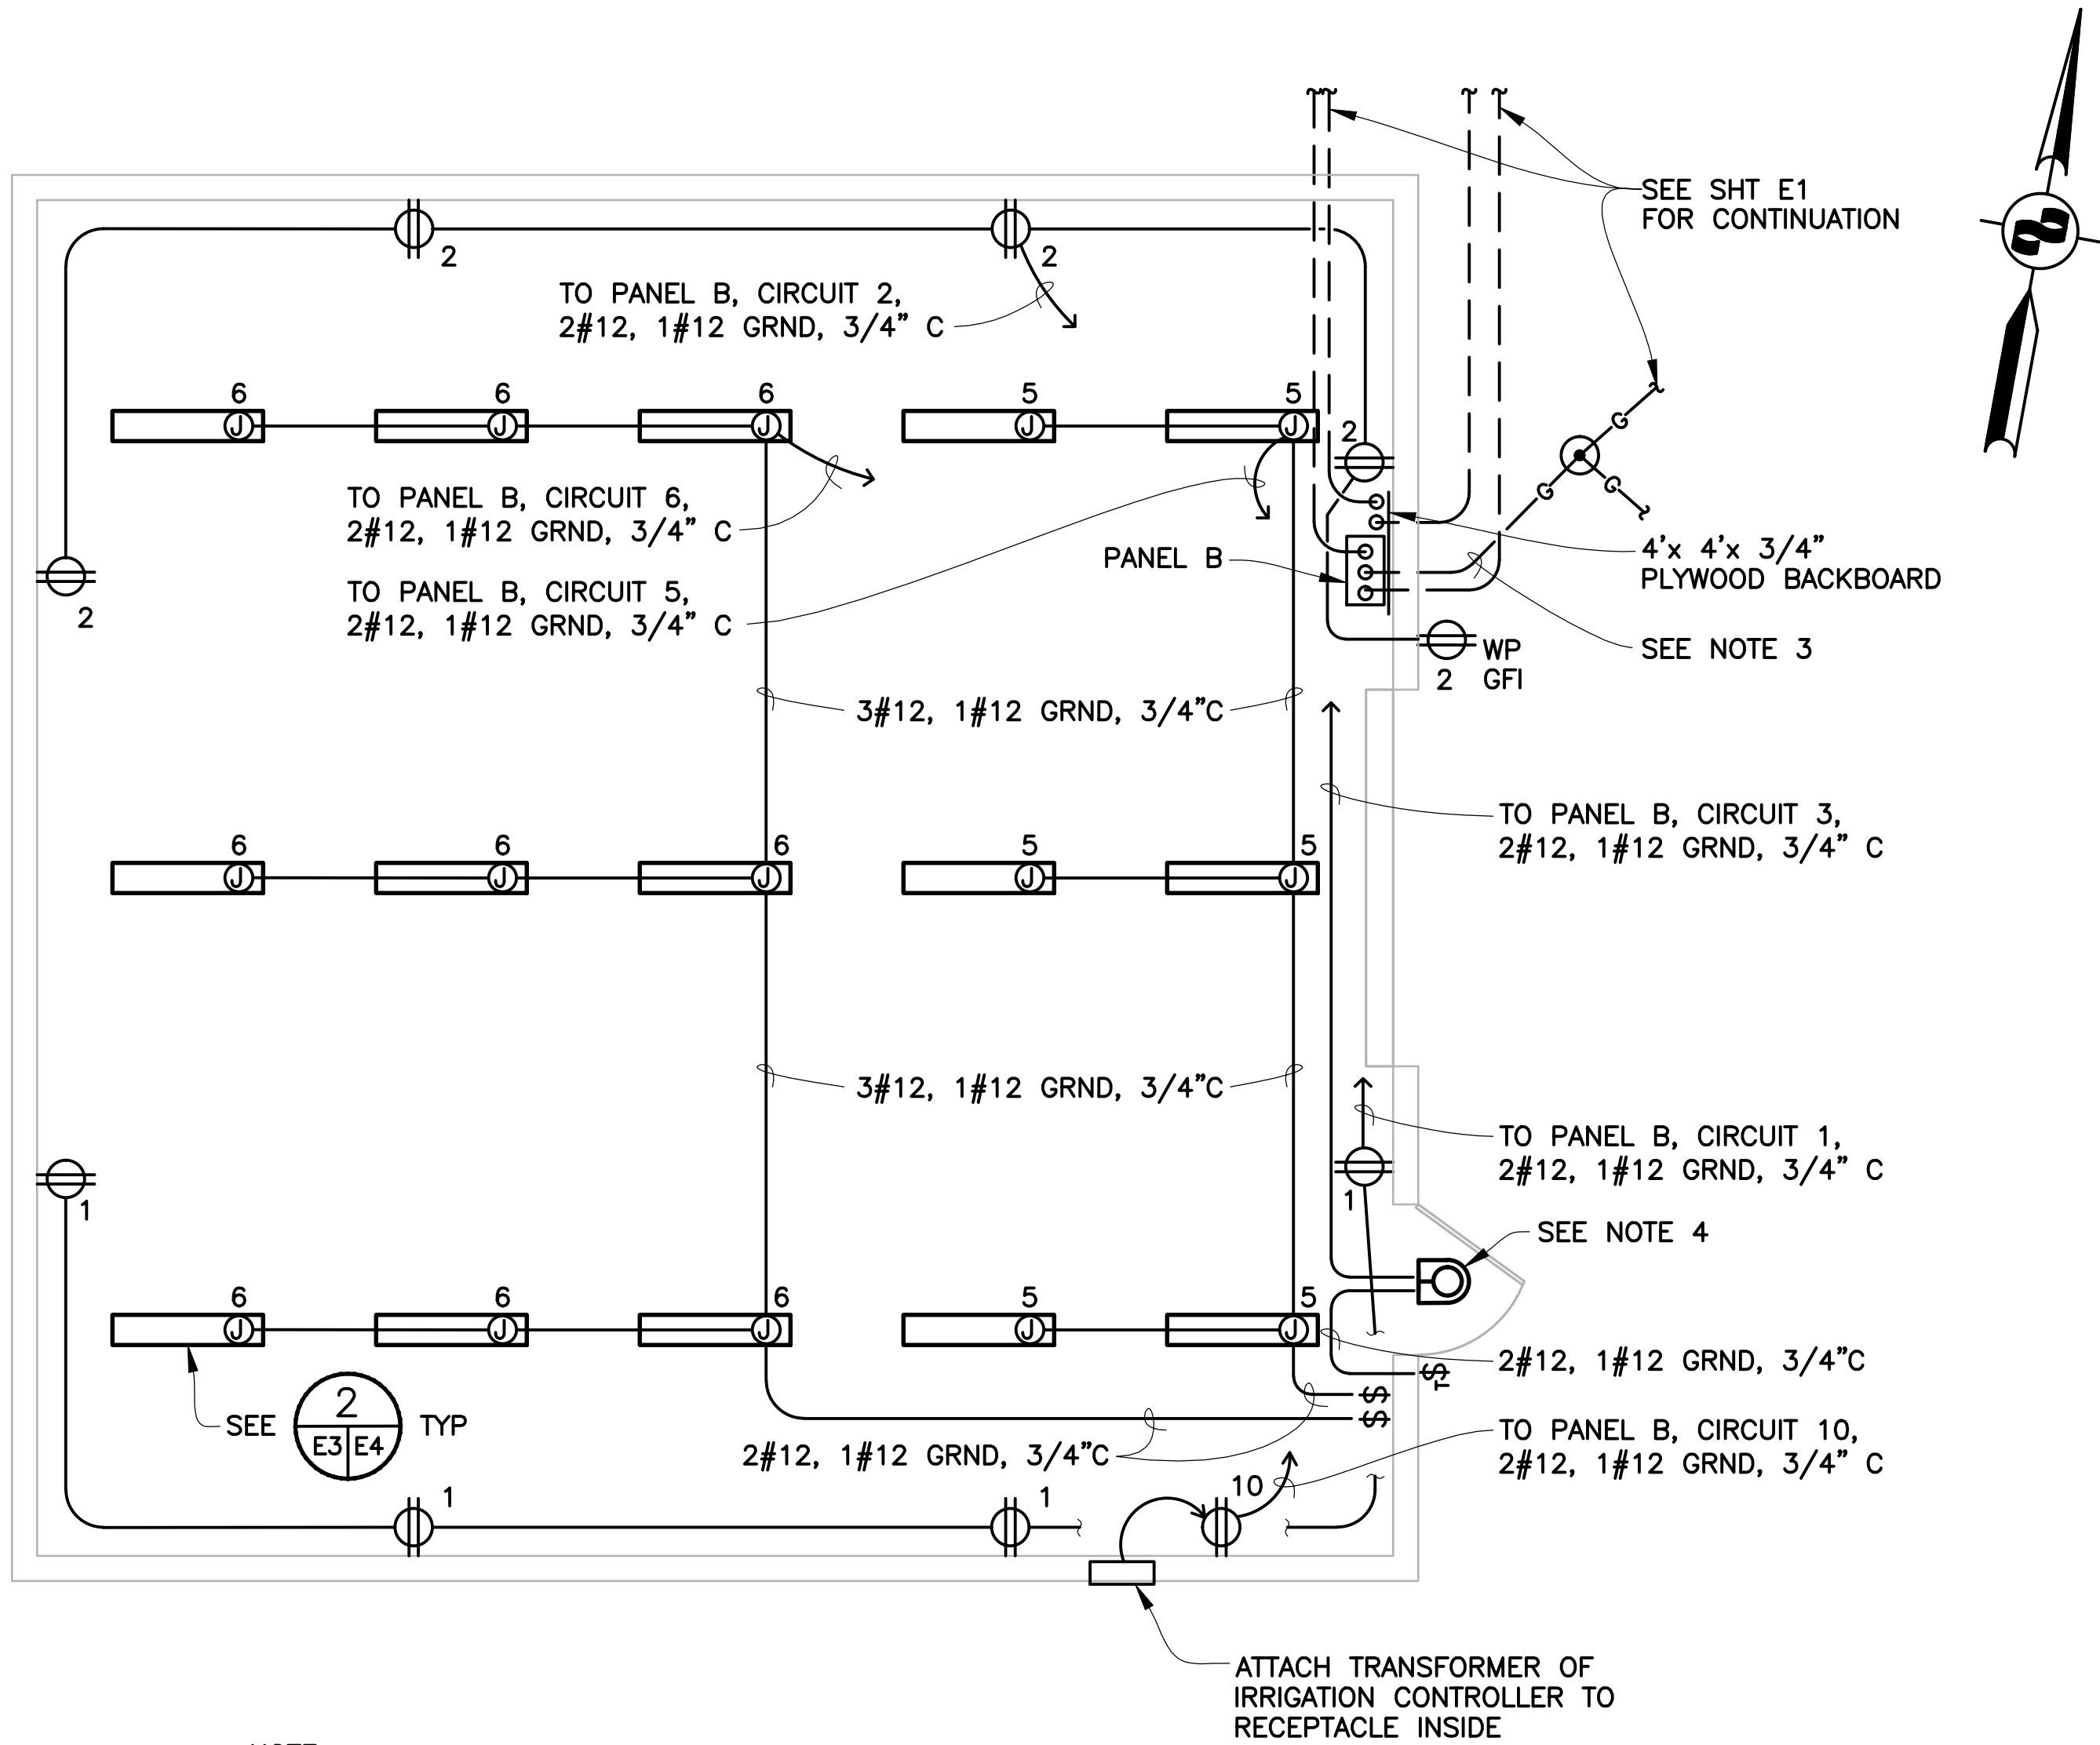 SEE SHT E1
FOR CONTINUATION
2
2
TO PANEL B, CIRCUIT 2,
2#12, 1#12 GRND, 3/4" C
6
6
6
5
5
J
J
J
J
J
2
G
G
G
TO PANEL B, CIRCUIT 6,
2#12, 1#12 GRND, 3/4" C
PANEL B
4'x 4'x 3/4"
PLYWOOD BACKBOARD
TO PANEL B, CIRCUIT 5,
2#12, 1#12 GRND, 3/4" C
2
WP
2 GFI
SEE NOTE 3
3#12, 1#12 GRND, 3/4"C
TO PANEL B, CIRCUIT 3,
2#12, 1#12 GRND, 3/4" C
6
6
6
5
5
J
J
J
J
J
3#12, 1#12 GRND, 3/4"C
TO PANEL B, CIRCUIT 1,
2#12, 1#12 GRND, 3/4" C
1
1
SEE NOTE 4
6
6
6
5
5
J
J
J
J
J
2#12, 1#12 GRND, 3/4"C
$T
$
$
SEE
2
E3 E4
TYP
2#12, 1#12 GRND, 3/4"C
TO PANEL B, CIRCUIT 10,
2#12, 1#12 GRND, 3/4" C
1
1
10
ATTACH TRANSFORMER OF
IRRIGATION CONTROLLER TO
RECEPTACLE INSIDE